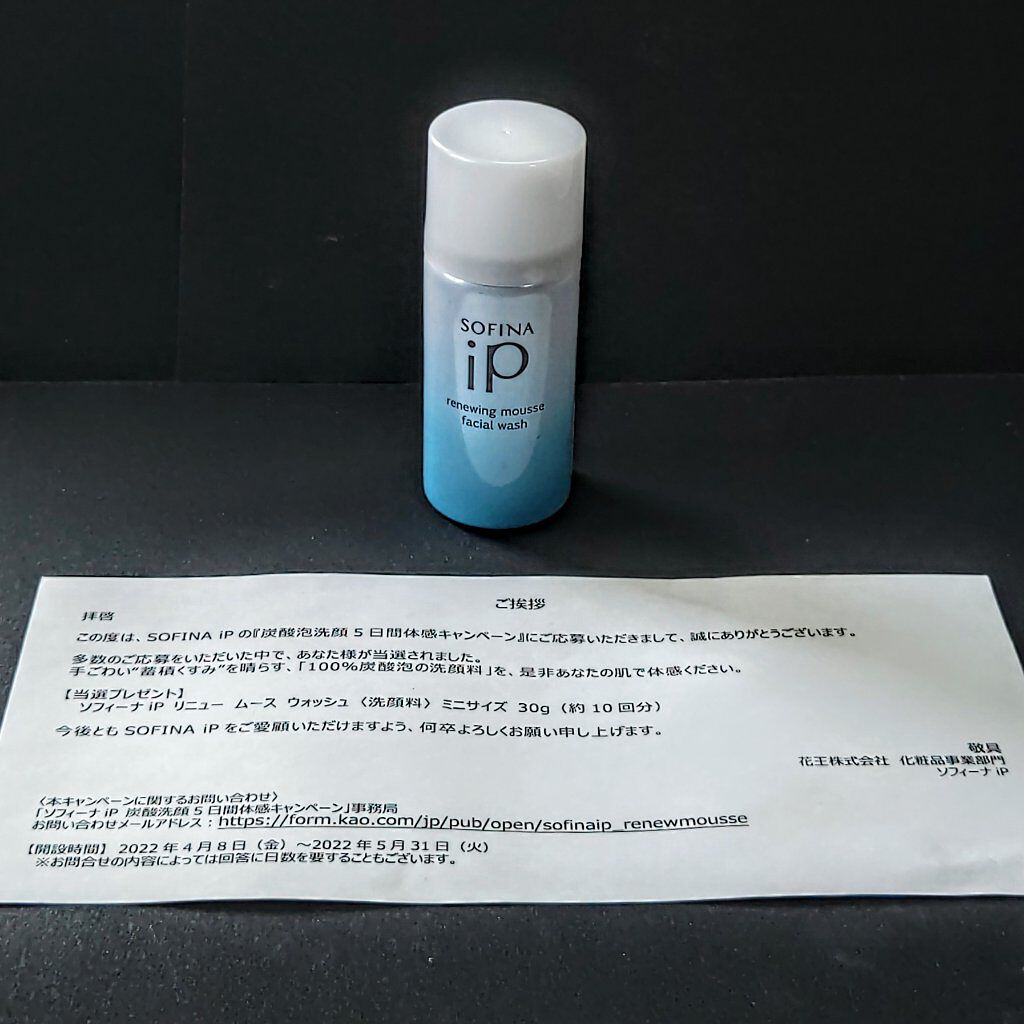 SOFINA
iP
renewing mousse
facial wash
ご挨拶
拝啓
この度は、SOFINA iP の『炭酸泡洗顔 5 日間体感キャンペーン』にご応募いただきまして、誠にありがとうございます。
多数のご応募をいただいた中で、あなた様が当選されました。
手ごわい“蓄積くすみ”を晴らす、「100%炭酸泡の洗顔料」を、是非あなたの肌で体感ください。
【当選プレゼント】
ソフィーナ iP リニュー ムース ウォッシュ〈洗顔料〉ミニサイズ 30g（約 10 回分）
今後とも SOFINA iP をご愛顧いただけますよう、何卒よろしくお願い申し上げます。
敬具
花王株式会社 化粧品事業部門
ソフィーナ iP
〈本キャンペーンに関するお問い合わせ〉
「ソフィーナ iP 炭酸洗顔 5 日間体感キャンペーン」事務局
お問い合わせメールアドレス：https://form.kao.com/jp/pub/open/sofinaip_renewmousse
【開設時間】 2022 年 4 月 8 日（金）～2022 年 5 月 31 日（火）
※お問合せの内容によっては回答に日数を要することもございます。